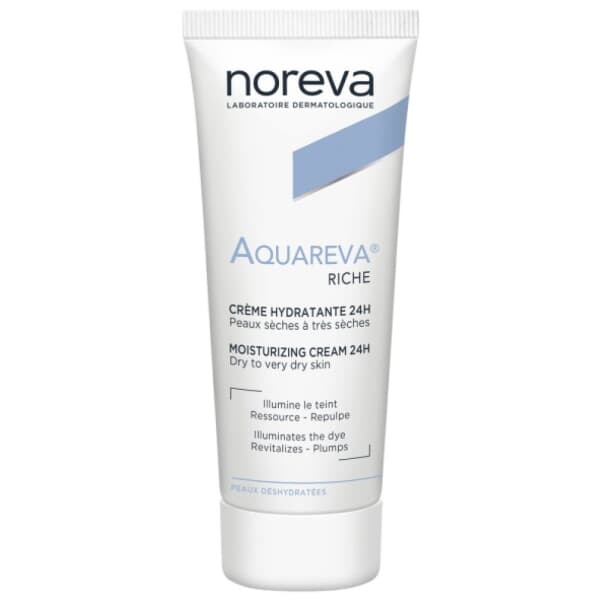 noreva
LABORATOIRE DERMATOLOGIQUE
AQUAREVA®
RICHE
CRÈME HYDRATANTE 24H
Peaux sèches à très sèches
MOISTURIZING CREAM 24H
Dry to very dry skin
Illumine le teint
Ressource - Repulpe
Illuminates the dye
Revitalizes - Plumps
PEAUX DÉSHYDRATÉES